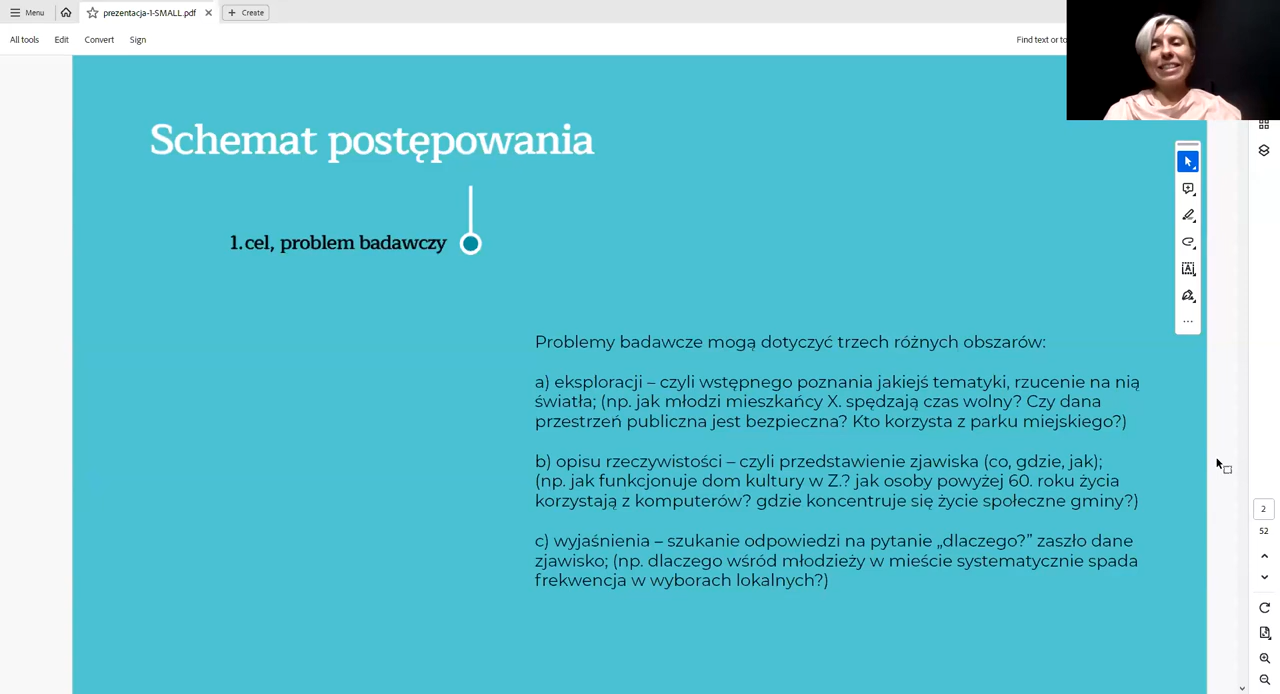 Menu
prezentacja-1-SMALL.pdf
Create
All tools
Edit
Convert
Sign
Find text or to
Schemat postępowania
1. cel, problem badawczy
Problemy badawcze mogą dotyczyć trzech różnych obszarów:
a) eksploracji – czyli wstępnego poznania jakiejś tematyki, rzucenie na nią
światła; (np. jak młodzi mieszkańcy X. spędzają czas wolny? Czy dana
przestrzeń publiczna jest bezpieczna? Kto korzysta z parku miejskiego?)
b) opisu rzeczywistości – czyli przedstawienie zjawiska (co, gdzie, jak);
(np. jak funkcjonuje dom kultury w Z.? jak osoby powyżej 60. roku życia
korzystają z komputerów? gdzie koncentruje się życie społeczne gminy?)
c) wyjaśnienia – szukanie odpowiedzi na pytanie „dlaczego?” zaszło dane
zjawisko; (np. dlaczego wśród młodzieży w mieście systematycznie spada
frekwencja w wyborach lokalnych?)
2
52